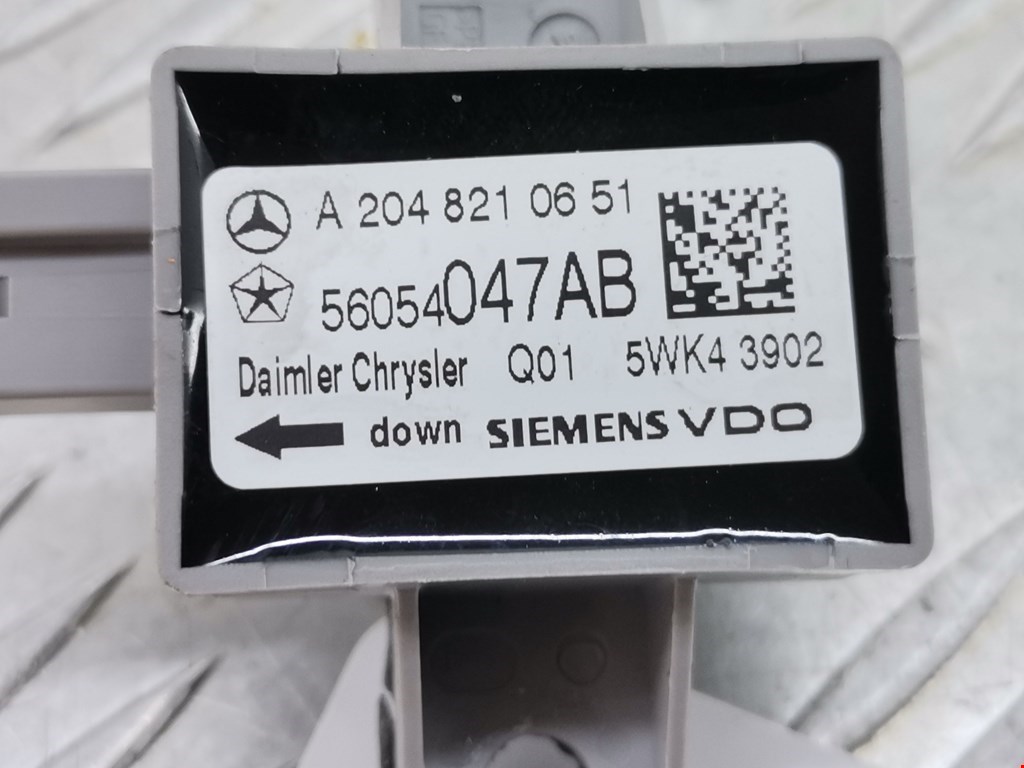 A 204 821 06 51
56054047AB
Daimler Chrysler Q01 5WK4 3902
down SIEMENS VDO